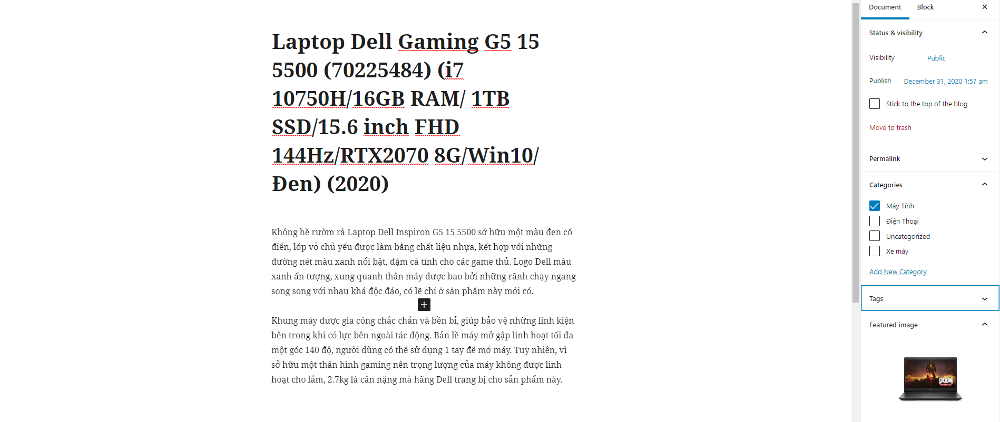 Laptop Dell Gaming G5 15
5500 (70225484) (i7
10750H/16GB RAM/ 1TB
SSD/15.6 inch FHD
144Hz/RTX2070 8G/Win10/
Đen) (2020)
Không hề rườm rà Laptop Dell Inspiron G5 15 5500 sở hữu một màu đen cổ
điển, lớp vỏ chủ yếu được làm bằng chất liệu nhựa, kết hợp với những
đường nét màu xanh nổi bật, đậm cá tính cho các game thủ. Logo Dell màu
xanh ấn tượng, xung quanh thân máy được bao bởi những rãnh chạy ngang
song song với nhau khá độc đáo, có lẽ chỉ ở sản phẩm này mới có.
Khung máy được gia công chắc chắn và bền bỉ, giúp bảo vệ những linh kiện
bên trong khi có lực bên ngoài tác động. Bản lề máy mở gập linh hoạt tối đa
một góc 140 độ, người dùng có thể sử dụng 1 tay để mở máy. Tuy nhiên, vì
sở hữu một thân hình gaming nên trọng lượng của máy không được linh
hoạt cho lắm, 2.7kg là cân nặng mà hãng Dell trang bị cho sản phẩm này.
Document Block
Status & visibility
Visibility Public
Publish December 31, 2020 1:57 am
Stick to the top of the blog
Move to trash
Permalink
Categories
Máy Tính
Điện Thoại
Uncategorized
Xe máy
Add New Category
Tags
Featured image
DOOM
ETERNAL